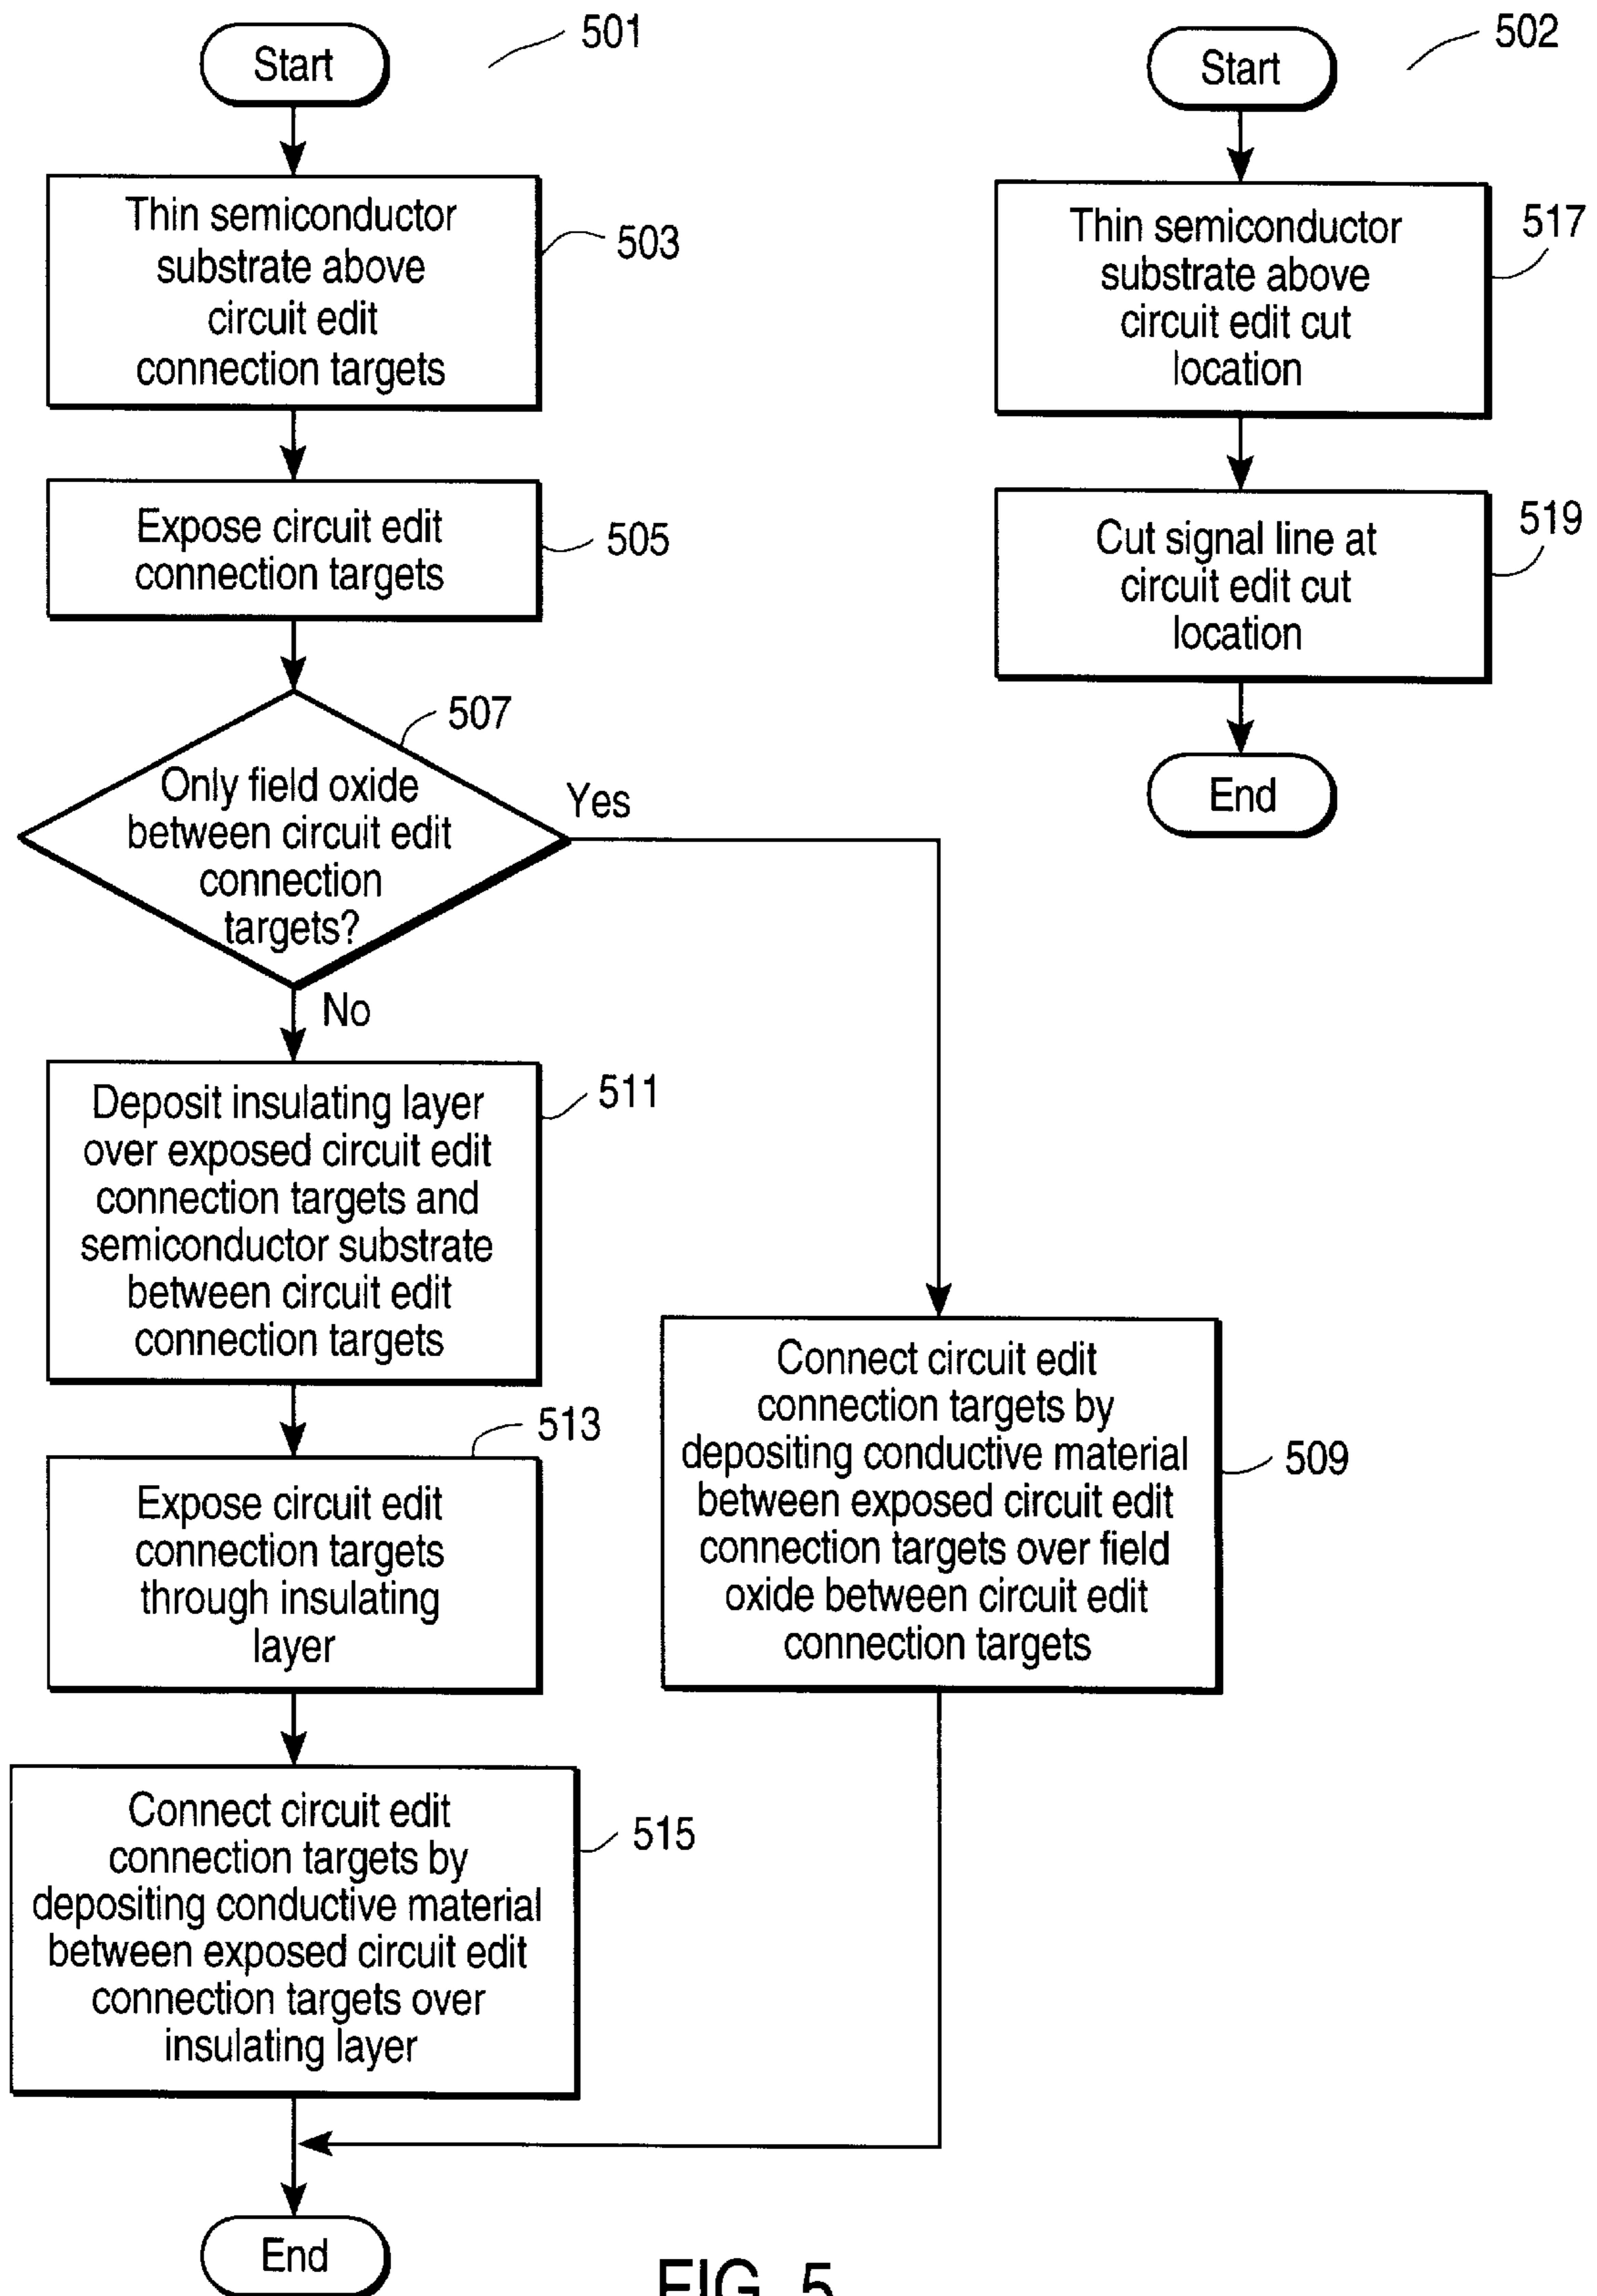 Start
501
Thin semiconductor
substrate above
circuit edit
connection targets
503
Expose circuit edit
connection targets
505
507
Only field oxide
between circuit edit
connection
targets?
Yes
No
Deposit insulating layer
over exposed circuit edit
connection targets and
semiconductor substrate
between circuit edit
connection targets
511
513
Expose circuit edit
connection targets
through insulating
layer
Connect circuit edit
connection targets by
depositing conductive material
between exposed circuit edit
connection targets over field
oxide between circuit edit
connection targets
509
Connect circuit edit
connection targets by
depositing conductive material
between exposed circuit edit
connection targets over
insulating layer
515
End
Start
502
Thin semiconductor
substrate above
circuit edit cut
location
517
Cut signal line at
circuit edit cut
location
519
End
FIG. 5